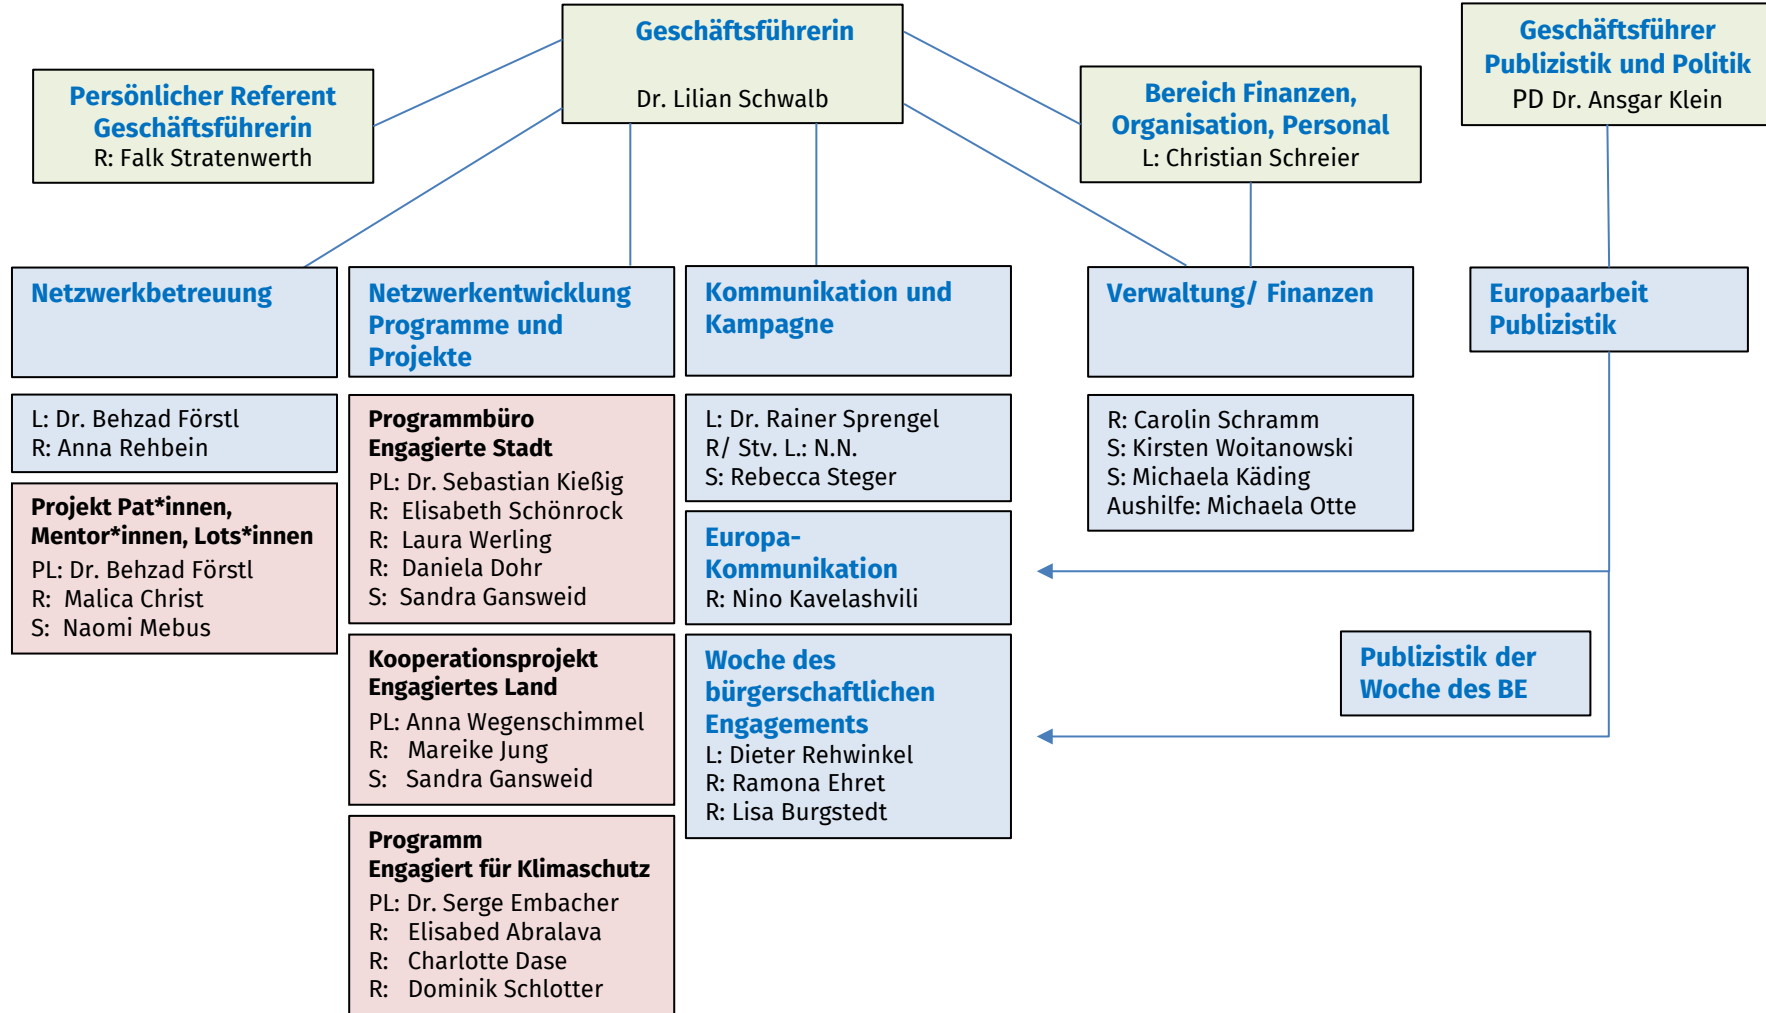 Geschäftsführerin
Dr. Lilian Schwalb
Geschäftsführer
Publizistik und Politik
PD Dr. Ansgar Klein
Persönlicher Referent
Geschäftsführerin
R: Falk Stratenwerth
Bereich Finanzen,
Organisation, Personal
L: Christian Schreier
Netzwerkbetreuung
Netzwerkentwicklung
Programme und
Projekte
Kommunikation und
Kampagne
Verwaltung/ Finanzen
Europaarbeit
Publizistik
L: Dr. Behzad Förstl
R: Anna Rehbein
Projekt Pat*innen,
Mentor*innen, Lots*innen
PL: Dr. Behzad Förstl
R: Malica Christ
S: Naomi Mebus
Programmbüro
Engagierte Stadt
PL: Dr. Sebastian Kießig
R: Elisabeth Schönrock
R: Laura Werling
R: Daniela Dohr
S: Sandra Gansweid
Kooperationsprojekt
Engagiertes Land
PL: Anna Wegenschimmel
R: Mareike Jung
S: Sandra Gansweid
Programm
Engagiert für Klimaschutz
PL: Dr. Serge Embacher
R: Elisabed Abralava
R: Charlotte Dase
R: Dominik Schlotter
L: Dr. Rainer Sprengel
R/ Stv. L.: N.N.
S: Rebecca Steger
Europa-
Kommunikation
R: Nino Kavelashvili
Woche des
bürgerschaftlichen
Engagements
L: Dieter Rehwinkel
R: Ramona Ehret
R: Lisa Burgstedt
R: Carolin Schramm
S: Kirsten Woitanowski
S: Michaela Käding
Aushilfe: Michaela Otte
Publizistik der
Woche des BE